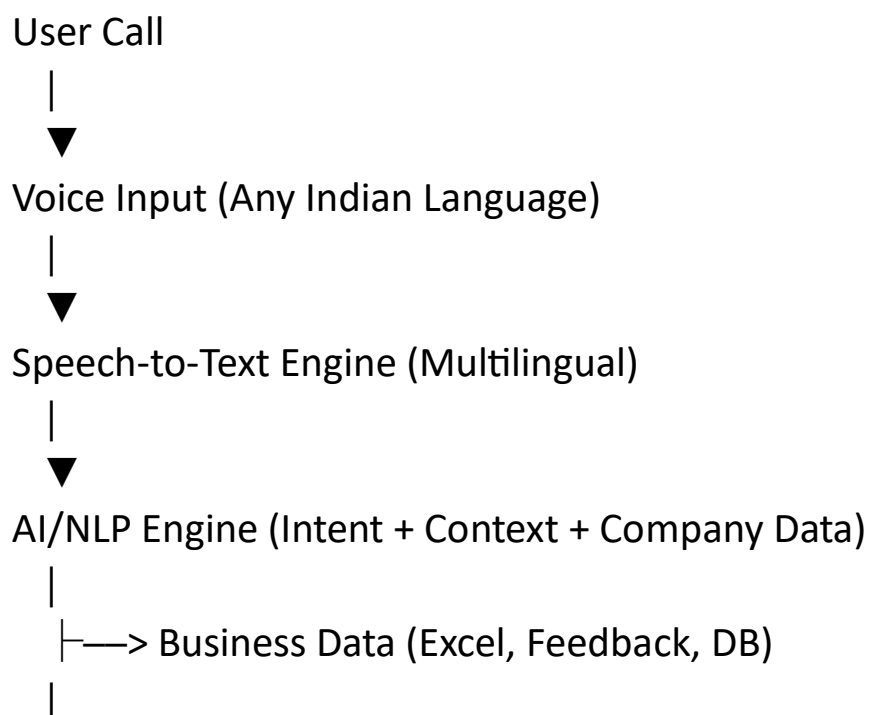 User Call
|
▼
Voice Input (Any Indian Language)
|
▼
Speech-to-Text Engine (Multilingual)
|
▼
AI/NLP Engine (Intent + Context + Company Data)
|
├──> Business Data (Excel, Feedback, DB)
|